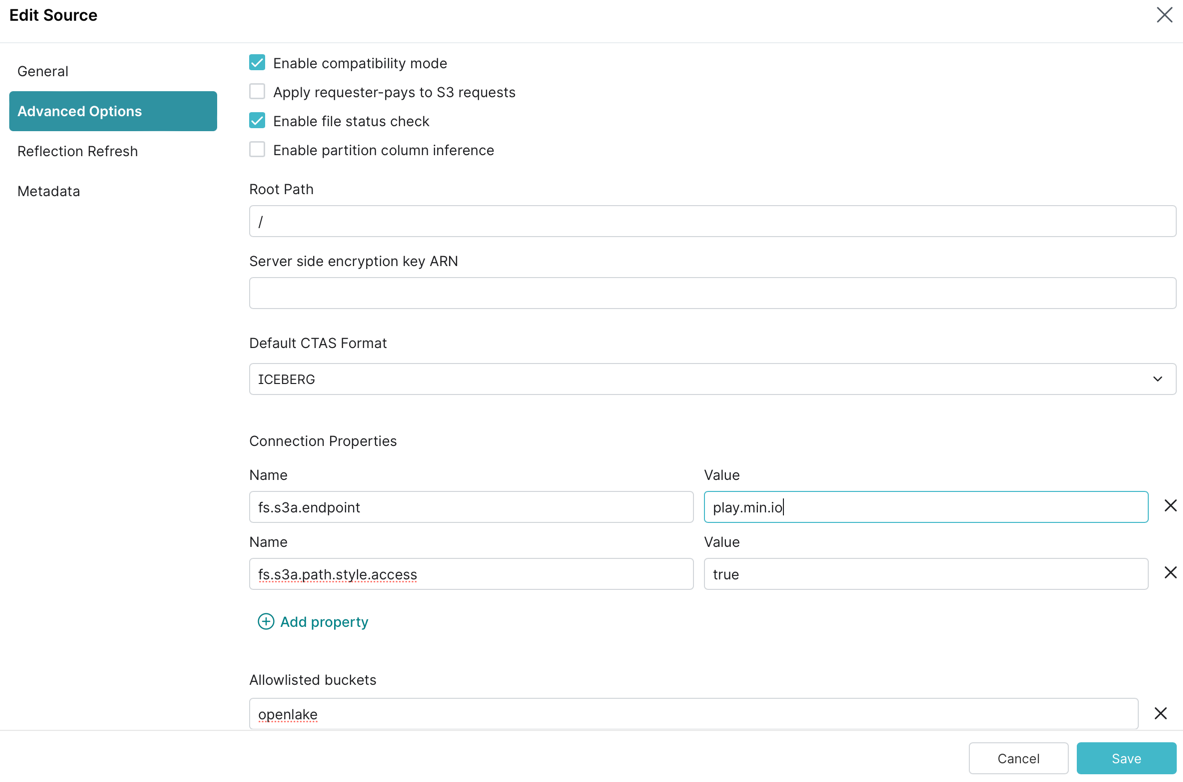 Edit Source
General
Advanced Options
Reflection Refresh
Metadata
Enable compatibility mode
Apply requester-pays to S3 requests
Enable file status check
Enable partition column inference
Root Path
/
Server side encryption key ARN
Default CTAS Format
ICEBERG
Connection Properties
Name Value
fs.s3a.endpoint play.min.io
Name Value
fs.s3a.path.style.access true
Add property
Allowlisted buckets
openlake
Cancel Save